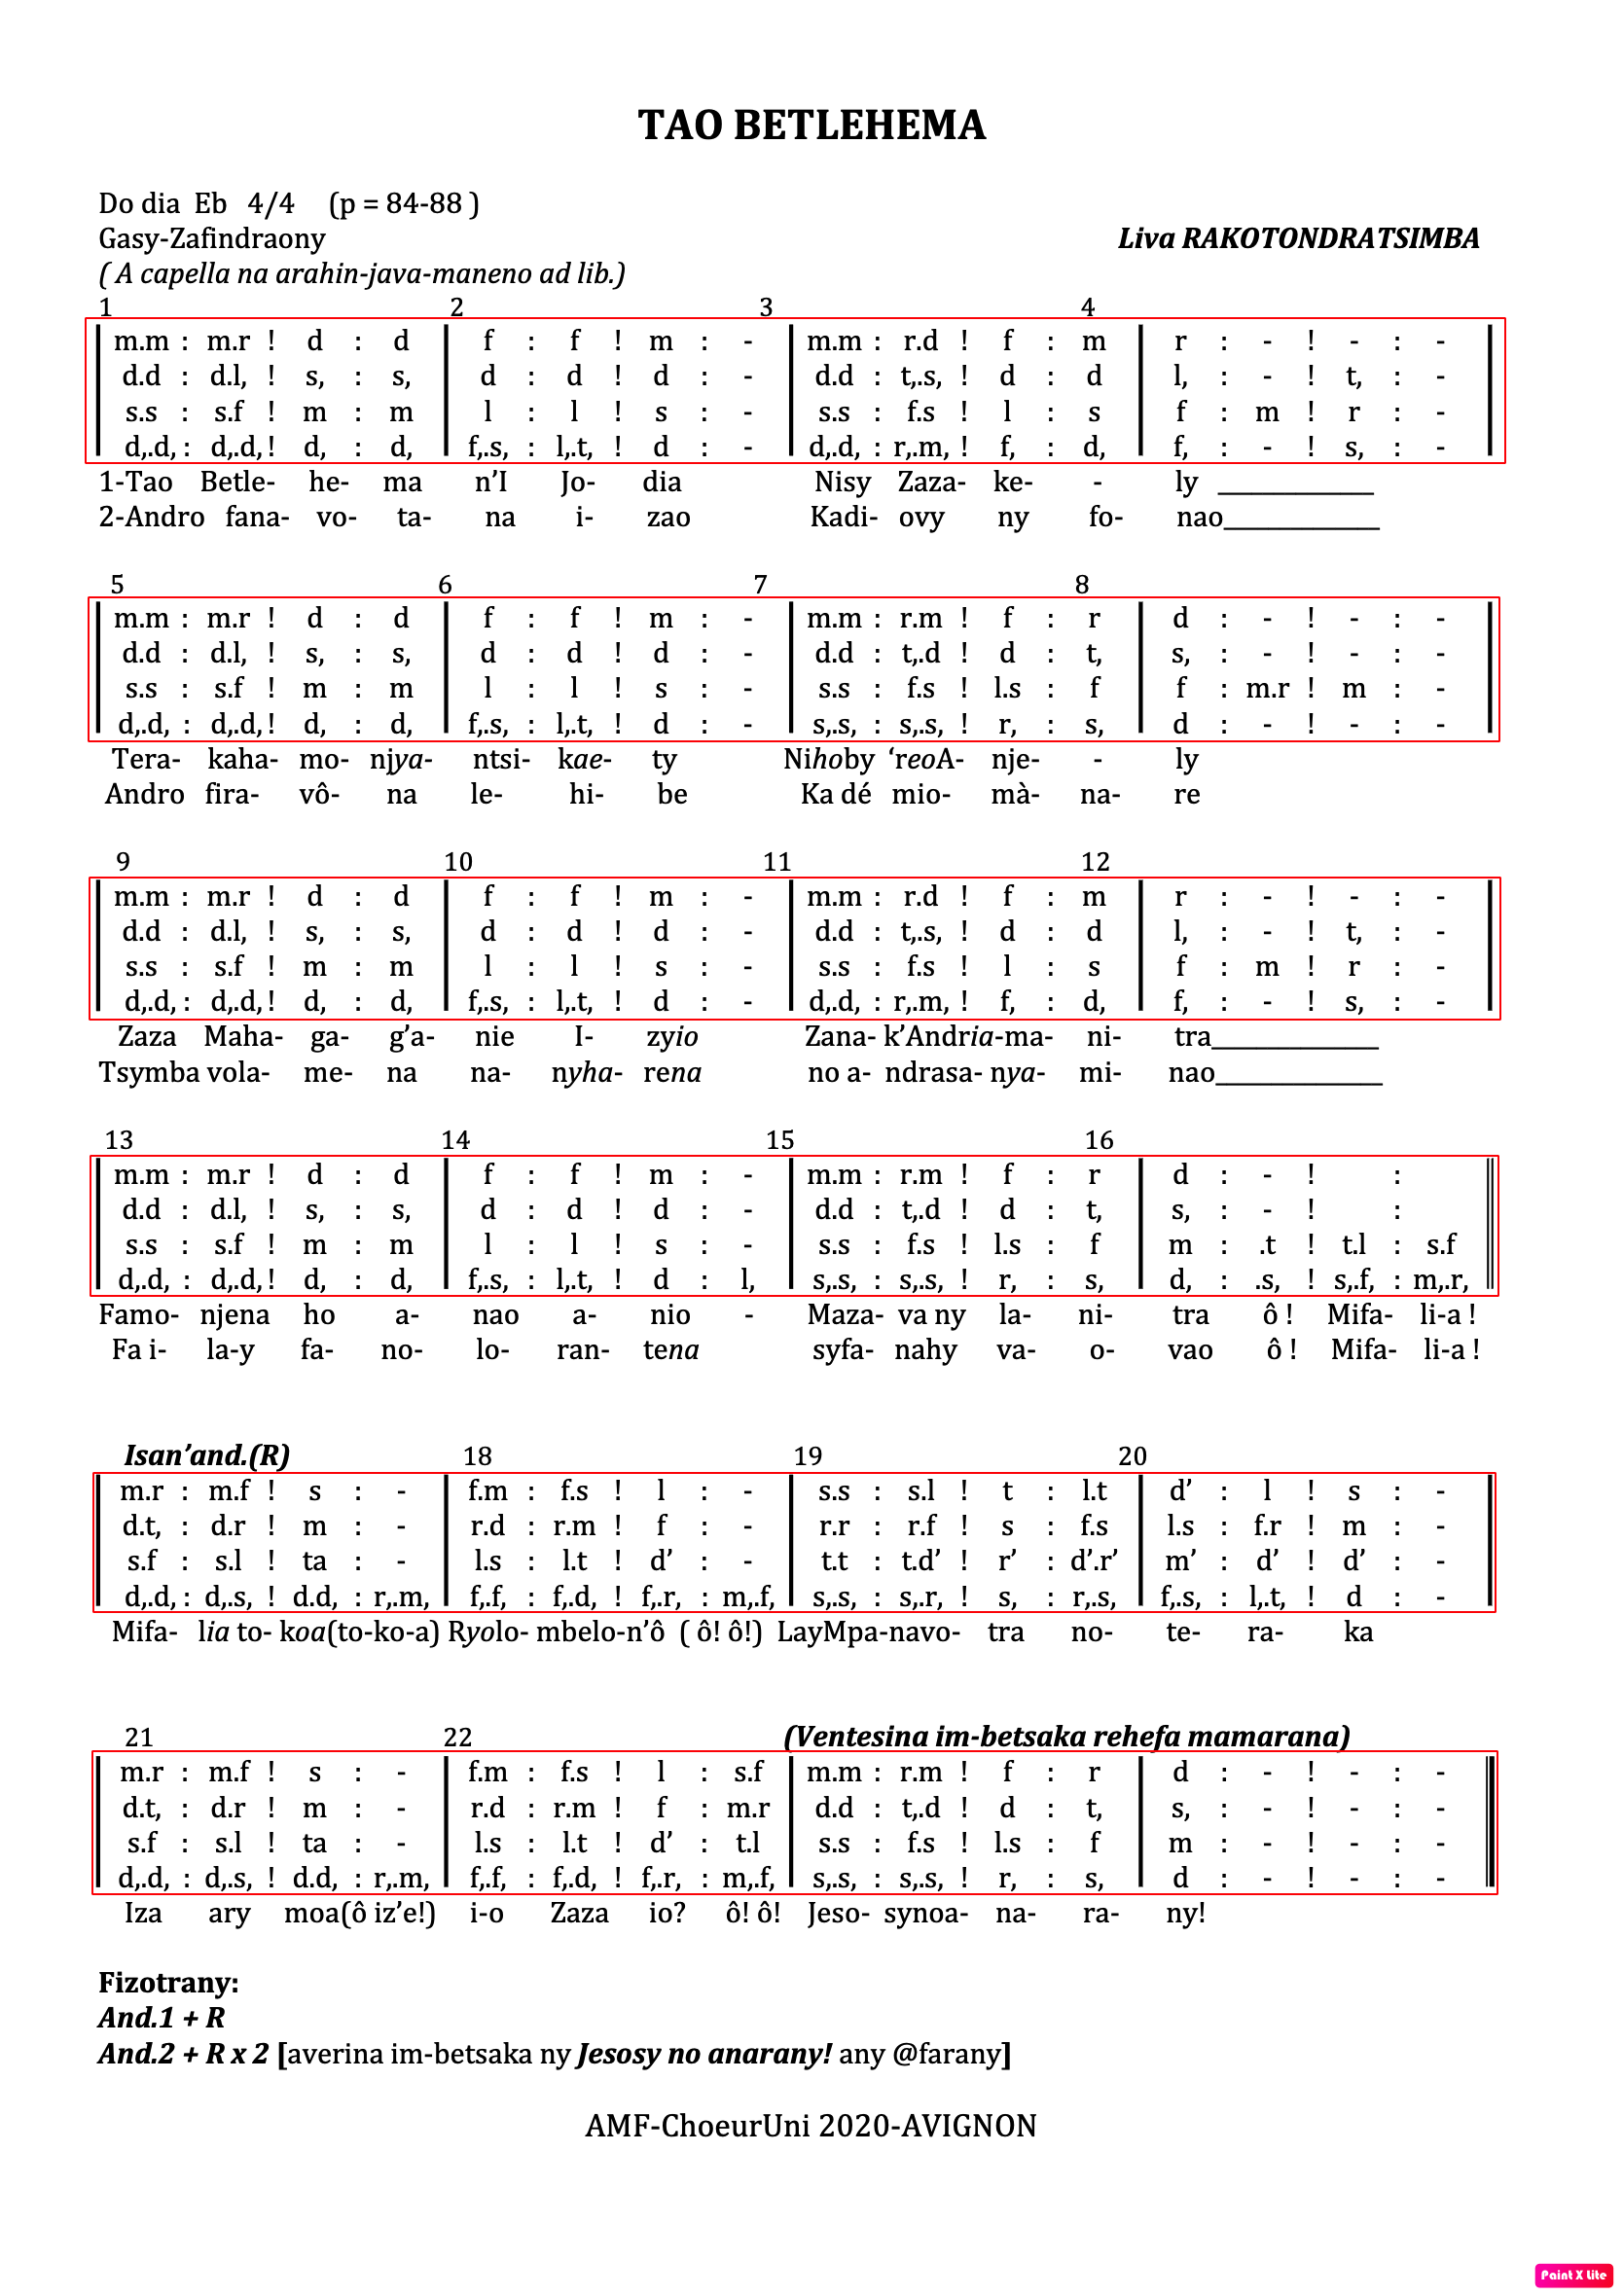 TAO BETLEHEMA
Do dia Eb 4/4 (p = 84-88 )
Gasy-Zafindraony
Liva RAKOTONDRATSIMBA
( A capella na arahin-java-maneno ad lib.)
1 2 3 4
| m.m : m.r ! d : d | f : f ! m : - | m.m : r.d ! f : m | r : - ! - : - |
| d.d : d.l, ! s, : s, | d : d ! d : - | d.d : t,.s, ! d : d | l, : - ! t, : - |
| s.s : s.f ! m : m | l : l ! s : - | s.s : f.s ! l : s | f : m ! r : - |
| d,.d, : d,.d, ! d, : d, | f,.s, : l,.t, ! d : - | d,.d, : r,.m, ! f, : d, | f, : - ! s, : - |
1-Tao Betle- he- ma n’I Jo- dia Nisy Zaza- ke- - ly ____________
2-Andro fana- vo- ta- na i- zao Kadi- ovy ny fo- nao____________
5 6 7 8
| m.m : m.r ! d : d | f : f ! m : - | m.m : r.m ! f : r | d : - ! - : - |
| d.d : d.l, ! s, : s, | d : d ! d : - | d.d : t,.d ! d : t, | s, : - ! - : - |
| s.s : s.f ! m : m | l : l ! s : - | s.s : f.s ! l.s : f | f : m.r ! m : - |
| d,.d, : d,.d, ! d, : d, | f,.s, : l,.t, ! d : - | s,.s, : s,.s, ! r, : s, | d : - ! - : - |
Tera- kaha- mo- njya- ntsi- kae- ty Nihoby ‘reoA- nje- - ly
Andro fira- vô- na le- hi- be Ka dé mio- mà- na- re
9 10 11 12
| m.m : m.r ! d : d | f : f ! m : - | m.m : r.d ! f : m | r : - ! - : - |
| d.d : d.l, ! s, : s, | d : d ! d : - | d.d : t,.s, ! d : d | l, : - ! t, : - |
| s.s : s.f ! m : m | l : l ! s : - | s.s : f.s ! l : s | f : m ! r : - |
| d,.d, : d,.d, ! d, : d, | f,.s, : l,.t, ! d : - | d,.d, : r,.m, ! f, : d, | f, : - ! s, : - |
Zaza Maha- ga- g’a- nie I- zyio Zana- k’Andria-ma- ni- tra_____________
Tsymba vola- me- na na- nyha- rena no a- ndrasa- nya- mi- nao_____________
13 14 15 16
| m.m : m.r ! d : d | f : f ! m : - | m.m : r.m ! f : r | d : - ! : ||
| d.d : d.l, ! s, : s, | d : d ! d : - | d.d : t,.d ! d : t, | s, : - ! : ||
| s.s : s.f ! m : m | l : l ! s : - | s.s : f.s ! l.s : f | m : .t ! t.l : s.f ||
| d,.d, : d,.d, ! d, : d, | f,.s, : l,.t, ! d : l, | s,.s, : s,.s, ! r, : s, | d, : .s, ! s,.f, : m,.r, ||
Famo- njena ho a- nao a- nio - Maza- va ny la- ni- tra ô ! Mifa- li-a !
Fa i- la-y fa- no- lo- ran- tena syfa- nahy va- o- vao ô ! Mifa- li-a !
Isan’and.(R) 18 19 20
| m.r : m.f ! s : - | f.m : f.s ! l : - | s.s : s.l ! t : l.t | d’ : l ! s : - |
| d.t, : d.r ! m : - | r.d : r.m ! f : - | r.r : r.f ! s : f.s | l.s : f.r ! m : - |
| s.f : s.l ! ta : - | l.s : l.t ! d’ : - | t.t : t.d’ ! r’ : d’.r’ | m’ : d’ ! d’ : - |
| d,.d, : d,.s, ! d.d, : r,.m, | f,.f, : f,.d, ! f,.r, : m,.f, | s,.s, : s,.r, ! s, : r,.s, | f,.s, : l,.t, ! d : - |
Mifa- lia to- koa(to-ko-a) Ryolo- mbelo-n’ô ( ô! ô!) LayMpa-navo- tra no- te- ra- ka
21 22 (Ventesina im-betsaka rehefa mamarana)
| m.r : m.f ! s : - | f.m : f.s ! l : s.f | m.m : r.m ! f : r | d : - ! - : - ||
| d.t, : d.r ! m : - | r.d : r.m ! f : m.r | d.d : t,.d ! d : t, | s, : - ! - : - ||
| s.f : s.l ! ta : - | l.s : l.t ! d’ : t.l | s.s : f.s ! l.s : f | m : - ! - : - ||
| d,.d, : d,.s, ! d.d, : r,.m, | f,.f, : f,.d, ! f,.r, : m,.f, | s,.s, : s,.s, ! r, : s, | d : - ! - : - ||
Iza ary moa(ô iz’e!) i-o Zaza io? ô! ô! Jeso- synoa- na- ra- ny!
Fizotrany:
And.1 + R
And.2 + R x 2 [averina im-betsaka ny Jesosy no anarany! any @farany]
AMF-ChoeurUni 2020-AVIGNON
Paint X Lite